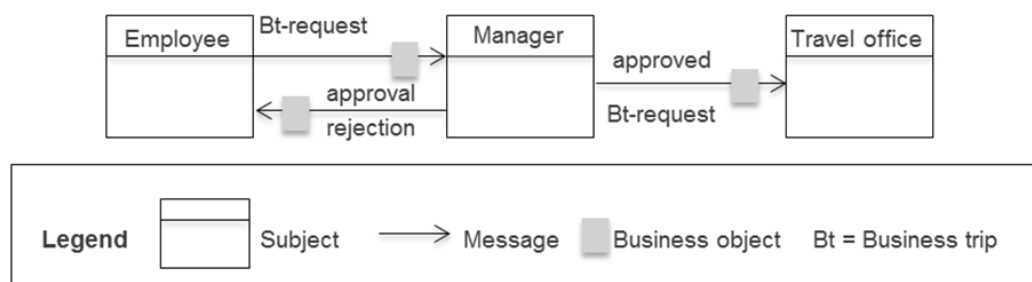 Employee
Bt-request
Manager
Travel office
approved
approval
rejection
Bt-request
Legend
Subject
Message
Business object
Bt = Business trip